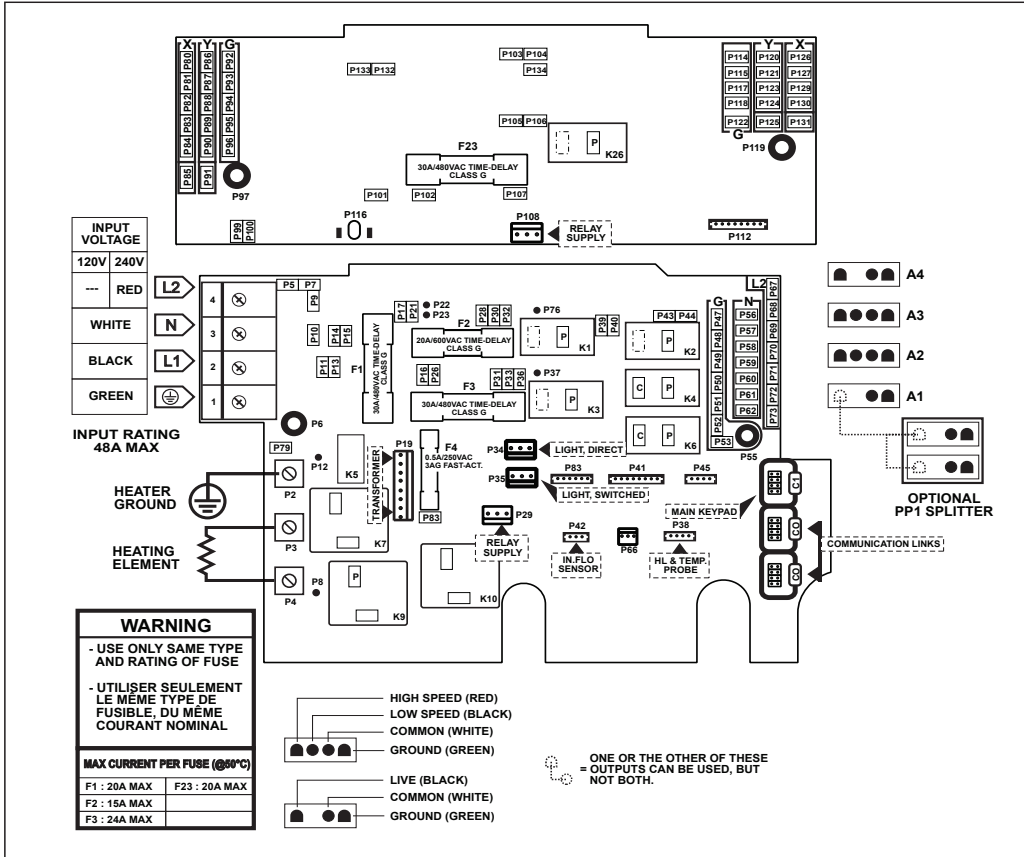 X Y G
P80 P86 P92
P81 P87 P93
P82 P88 P94
P83 P89 P95
P84 P90 P96
P85 P91
P97
P99 P100
P133 P132
P103 P104
P134
P105 P106
F23
30A/480VAC TIME-DELAY
CLASS G
P101
P102
P107
P
K26
P116
P108
RELAY
SUPPLY
P112
Y X
P114 P120 P126
P115 P121 P127
P117 P123 P129
P118 P124 P130
P122 P125 P131
G
P119
INPUT
VOLTAGE
120V 240V
--- RED
WHITE
BLACK
GREEN
L2
N
L1
4
3
2
1
INPUT RATING
48A MAX
P5 P7
P9
P10
P14 P15
P11 P13
P17 P21
P22
P23
F1
30A/480VAC TIME-DELAY
CLASS G
F2
20A/600VAC TIME-DELAY
CLASS G
P28 P30 P32
P16 P26
F3
30A/480VAC TIME-DELAY
CLASS G
P31 P33 P36
P76
P
K1
P39 P40
P37
P
K3
P43 P44
P
K2
C P
K4
C P
K6
L2
G N
P47 P56 P67
P48 P57 P68
P49 P58 P69
P50 P59 P70
P51 P60 P71
P52 P61 P72
P53 P62 P73
P55
A4
A3
A2
A1
OPTIONAL
PP1 SPLITTER
P6
P79
P12
P2
K5
TRANSFORMER
P19
F4
0.5A/250VAC
3AG FAST-ACT.
P83
P34
LIGHT, DIRECT
P35
LIGHT, SWITCHED
P83
P41
P45
MAIN KEYPAD
C1
CO
CO
COMMUNICATION LINKS
P29
RELAY
SUPPLY
P42
IN.FLO
SENSOR
P66
P38
HL & TEMP.
PROBE
HEATER
GROUND
P3
HEATING
ELEMENT
P4
P8
K7
P
K9
K10
WARNING
- USE ONLY SAME TYPE
AND RATING OF FUSE
- UTILISER SEULEMENT
LE MÊME TYPE DE
FUSIBLE, DU MÊME
COURANT NOMINAL
MAX CURRENT PER FUSE (@50°C)
F1 : 20A MAX F23 : 20A MAX
F2 : 15A MAX
F3 : 24A MAX
HIGH SPEED (RED)
LOW SPEED (BLACK)
COMMON (WHITE)
GROUND (GREEN)
LIVE (BLACK)
COMMON (WHITE)
GROUND (GREEN)
ONE OR THE OTHER OF THESE
= OUTPUTS CAN BE USED, BUT
NOT BOTH.